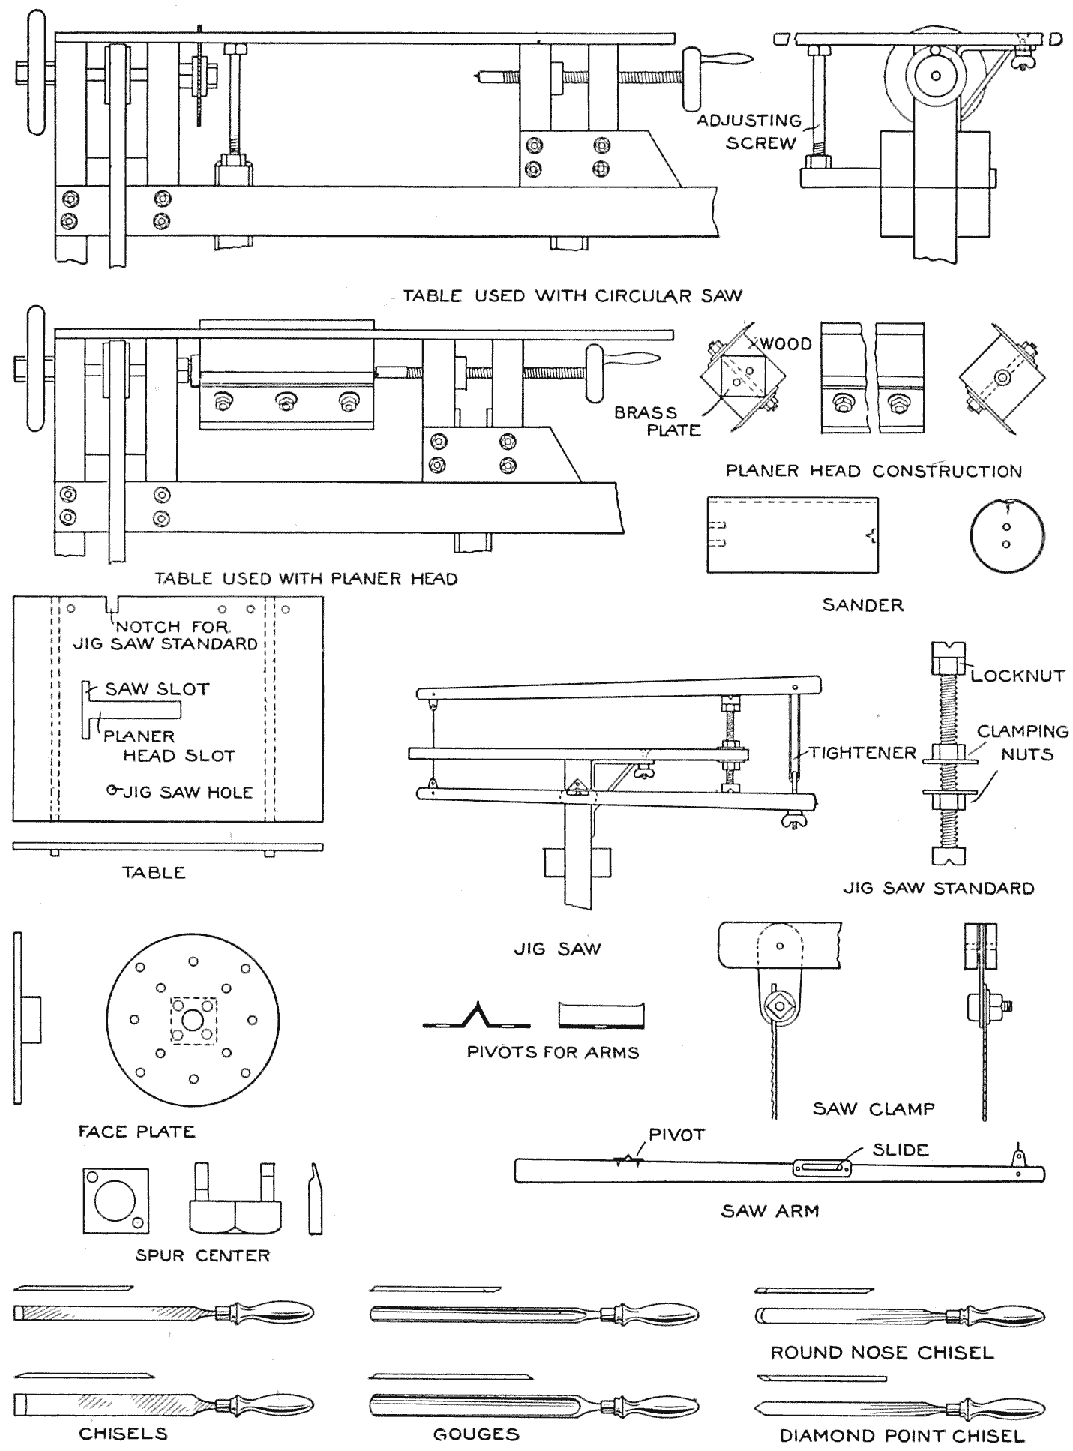 ADJUSTING
SCREW
TABLE USED WITH CIRCULAR SAW
WOOD
BRASS
PLATE
PLANER HEAD CONSTRUCTION
TABLE USED WITH PLANER HEAD
SANDER
NOTCH FOR
JIG SAW STANDARD
SAW SLOT
PLANER
HEAD SLOT
JIG SAW HOLE
TABLE
LOCKNUT
CLAMPING
NUTS
TIGHTENER
JIG SAW STANDARD
JIG SAW
PIVOTS FOR ARMS
SAW CLAMP
FACE PLATE
PIVOT
SLIDE
SAW ARM
SPUR CENTER
ROUND NOSE CHISEL
CHISELS
GOUGES
DIAMOND POINT CHISEL